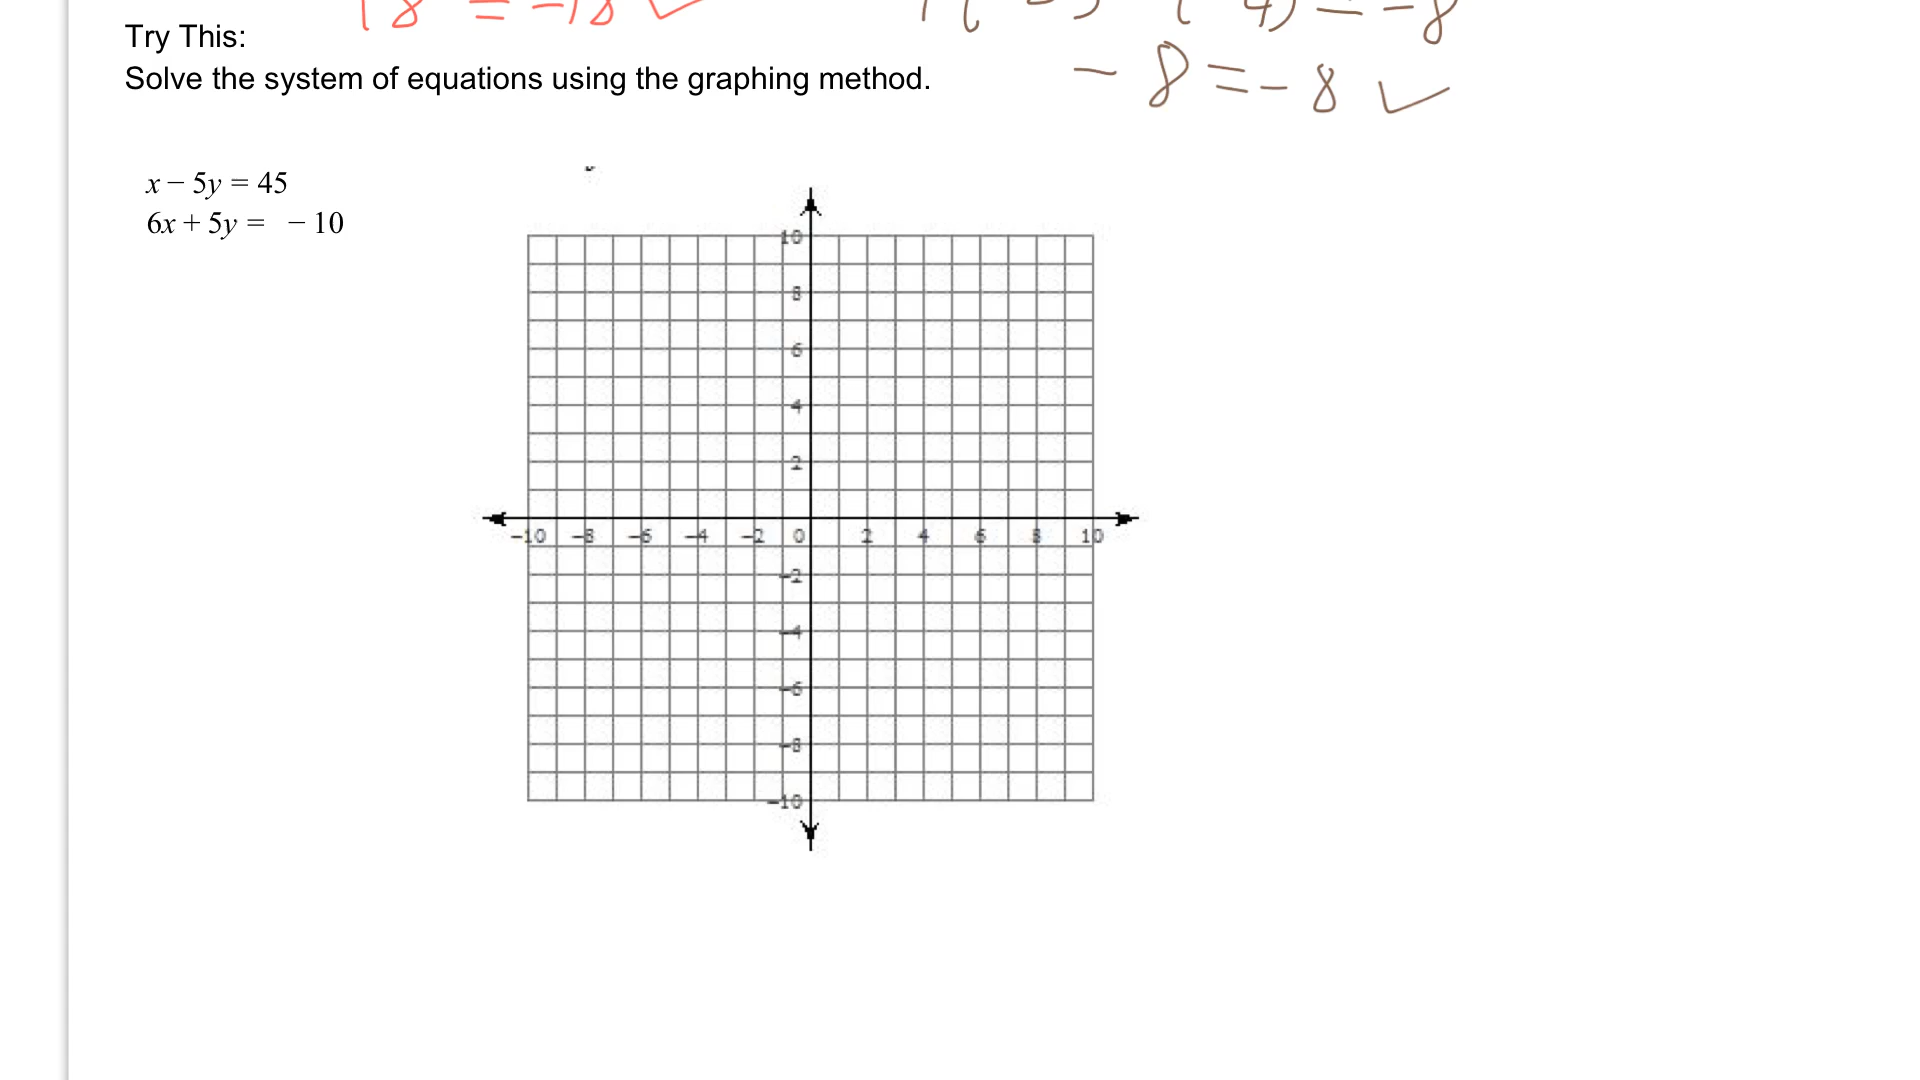 18 = -18 ✓
Try This:
Solve the system of equations using the graphing method.
- 8 = - 8 ✓
x − 5y = 45
6x + 5y = − 10
10
8
6
4
2
-10 -8 -6 -4 -2 0 2 4 6 8 10
-2
-4
-6
-8
-10